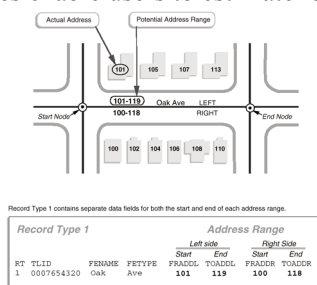 Actual Address
Potential Address Range
101
105
107
113
101-119
Oak Ave
LEFT
100-118
RIGHT
Start Node
End Node
100
102
104
106
108
110
Record Type 1 contains separate data fields for both the start and end of each address range.
Record Type 1
Address Range
Left side
Right Side
Start End Start End
RT TLID FENAME FETYPE FRADDL TOADDL FRADDR TOADDR
1 0007654320 Oak Ave 101 119 100 118